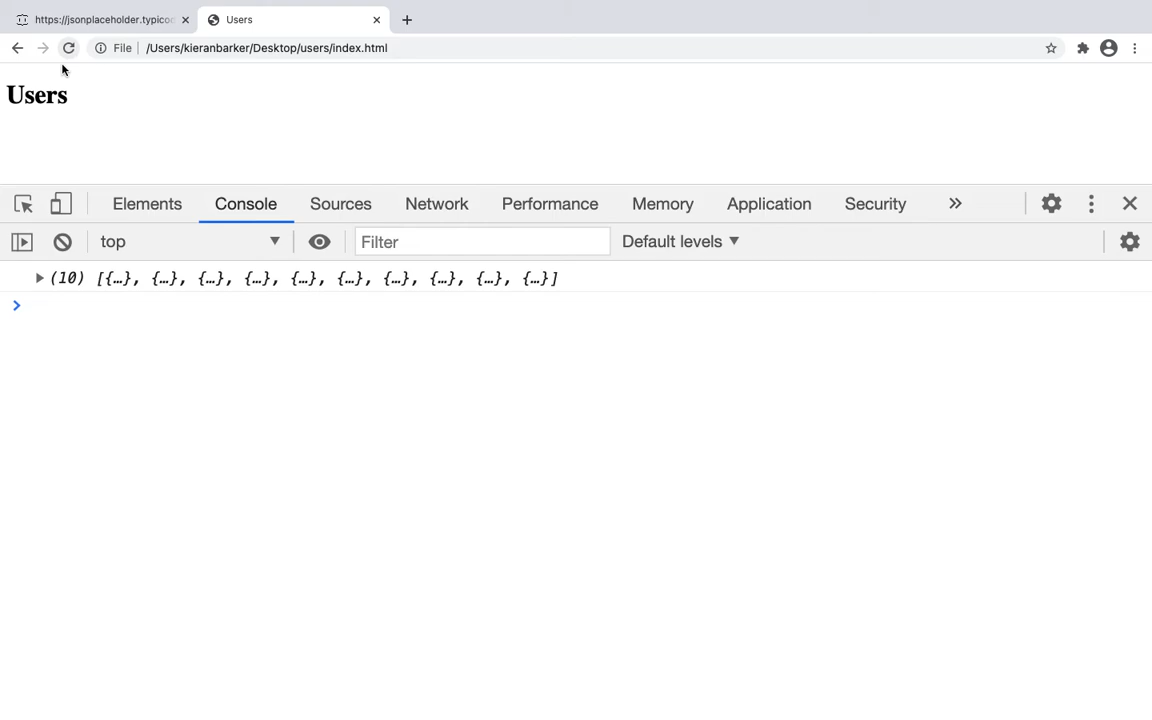 https://jsonplaceholder.typico
Users
File
/Users/kieranbarker/Desktop/users/index.html
Users
Elements Console Sources Network Performance Memory Application Security »
top Filter Default levels
(10) [{…}, {…}, {…}, {…}, {…}, {…}, {…}, {…}, {…}, {…}]